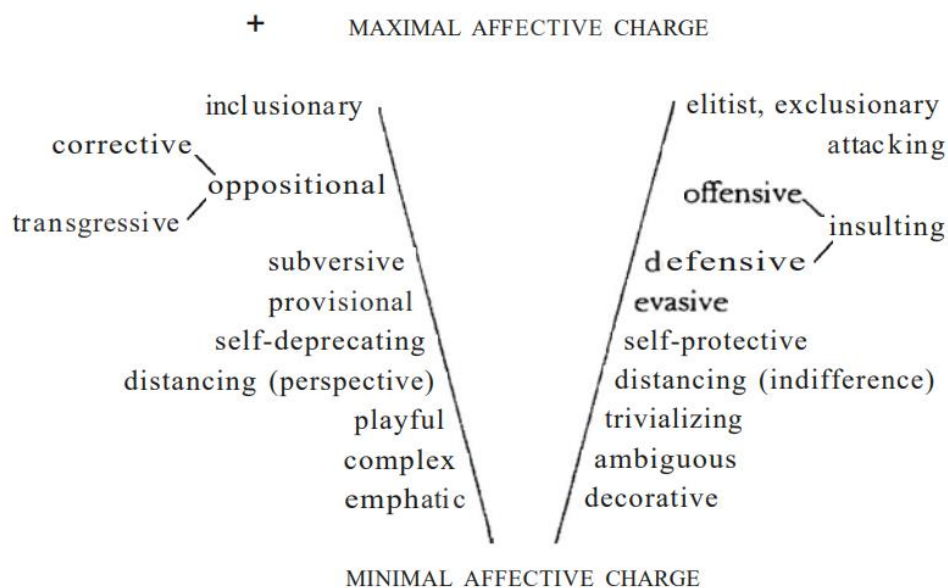 + MAXIMAL AFFECTIVE CHARGE
inclusionary
elitist, exclusionary
corrective
attacking
oppositional
offensive
transgressive
insulting
subversive
defensive
provisional
evasive
self-deprecating
self-protective
distancing (perspective)
distancing (indifference)
playful
trivializing
complex
ambiguous
emphatic
decorative
MINIMAL AFFECTIVE CHARGE